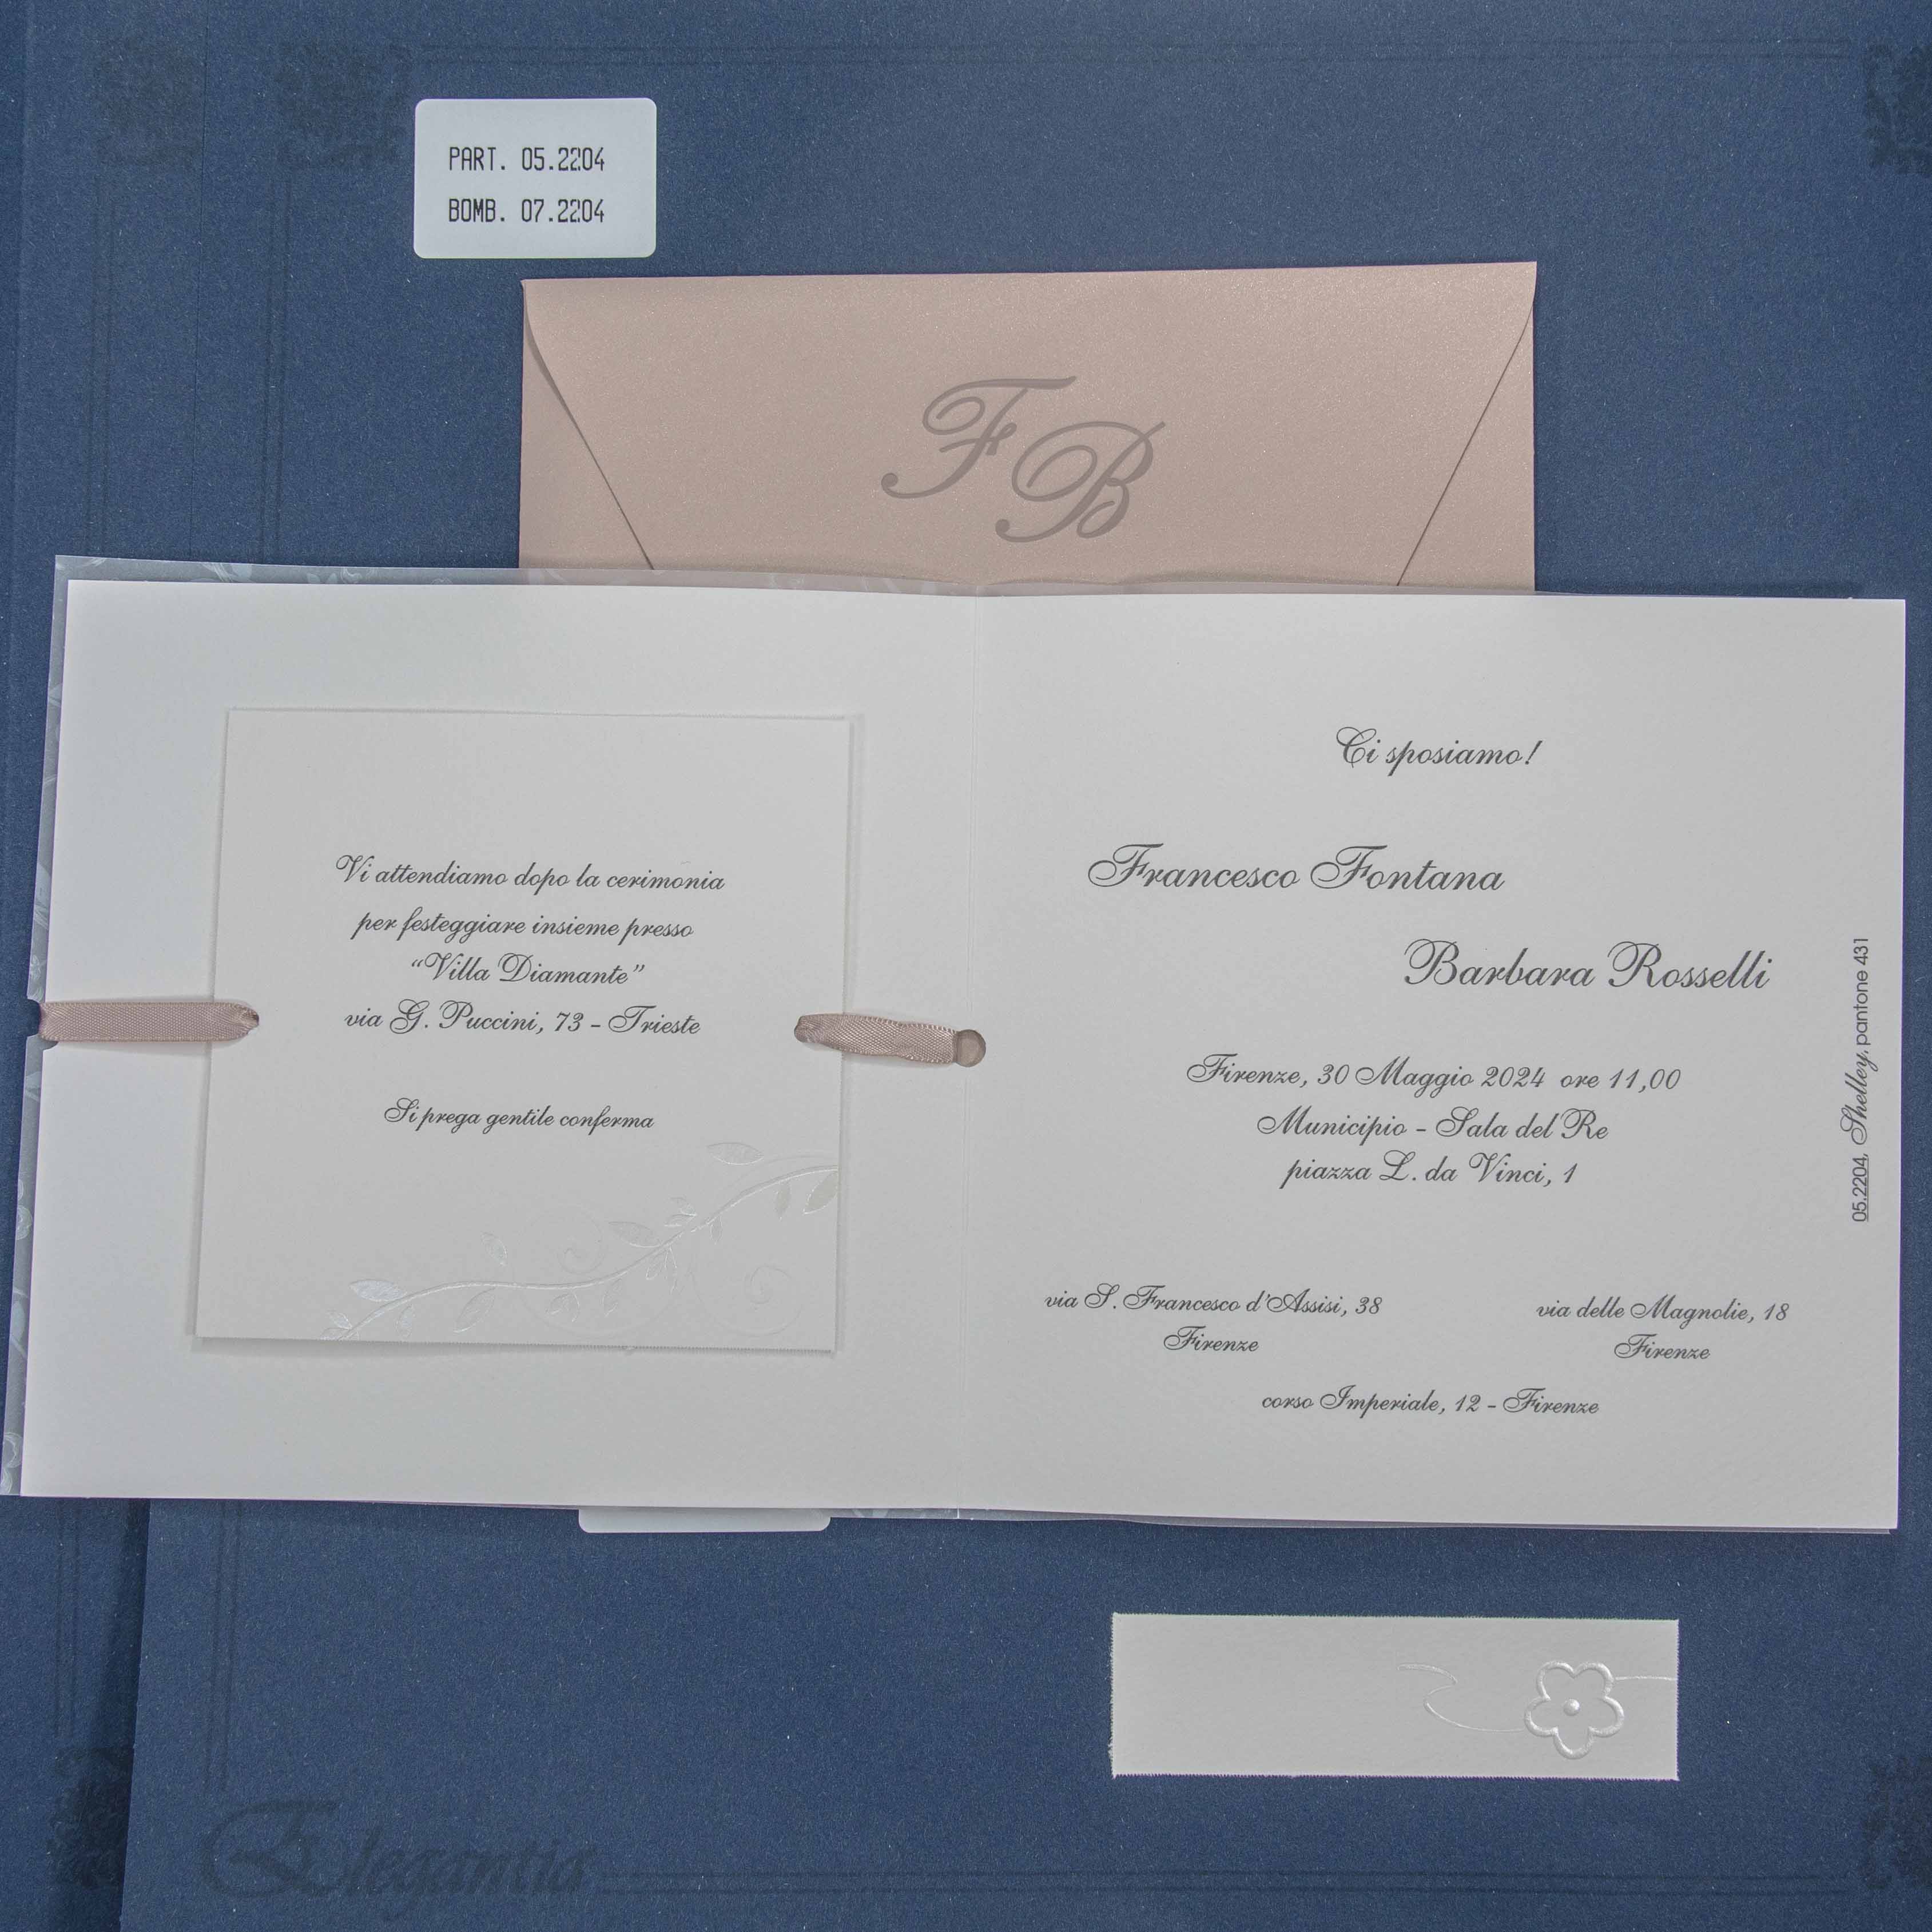 PART. 05.2204
BOMB. 07.2204
F B
Vi attendiamo dopo la cerimonia
per festeggiare insieme presso
“Villa Diamante”
via G. Puccini, 73 - Trieste
Si prega gentile conferma
Ci sposiamo!
Francesco Fontana
Barbara Rosselli
Firenze, 30 Maggio 2024 ore 11,00
Municipio - Sala del Re
piazza L. da Vinci, 1
via S. Francesco d'Assisi, 38
Firenze
via delle Magnolie, 18
Firenze
corso Imperiale, 12 - Firenze
05.2204, Shelley, pantone 431
Elegantia